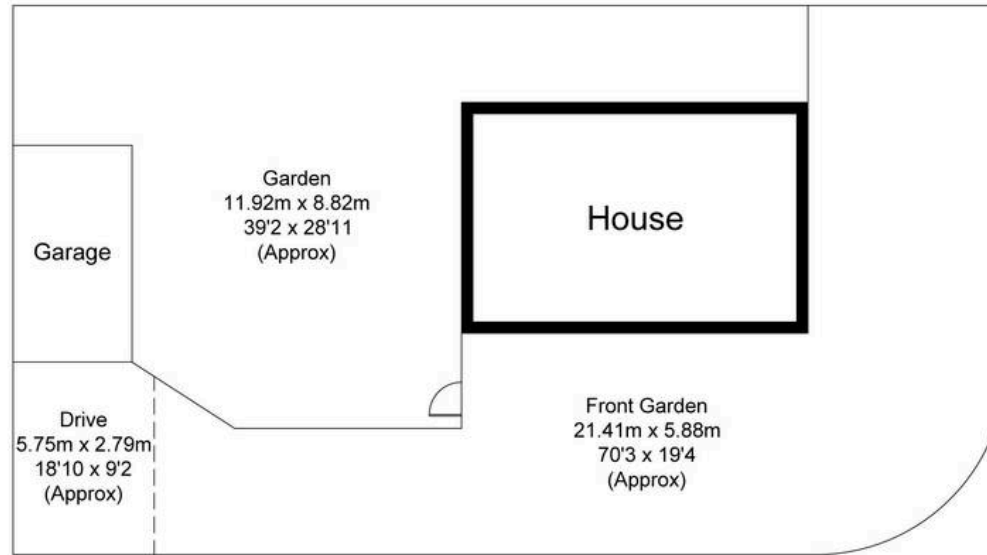 Garden
11.92m x 8.82m
39'2 x 28'11
(Approx)
House
Garage
Drive
5.75m x 2.79m
18'10 x 9'2
(Approx)
Front Garden
21.41m x 5.88m
70'3 x 19'4
(Approx)